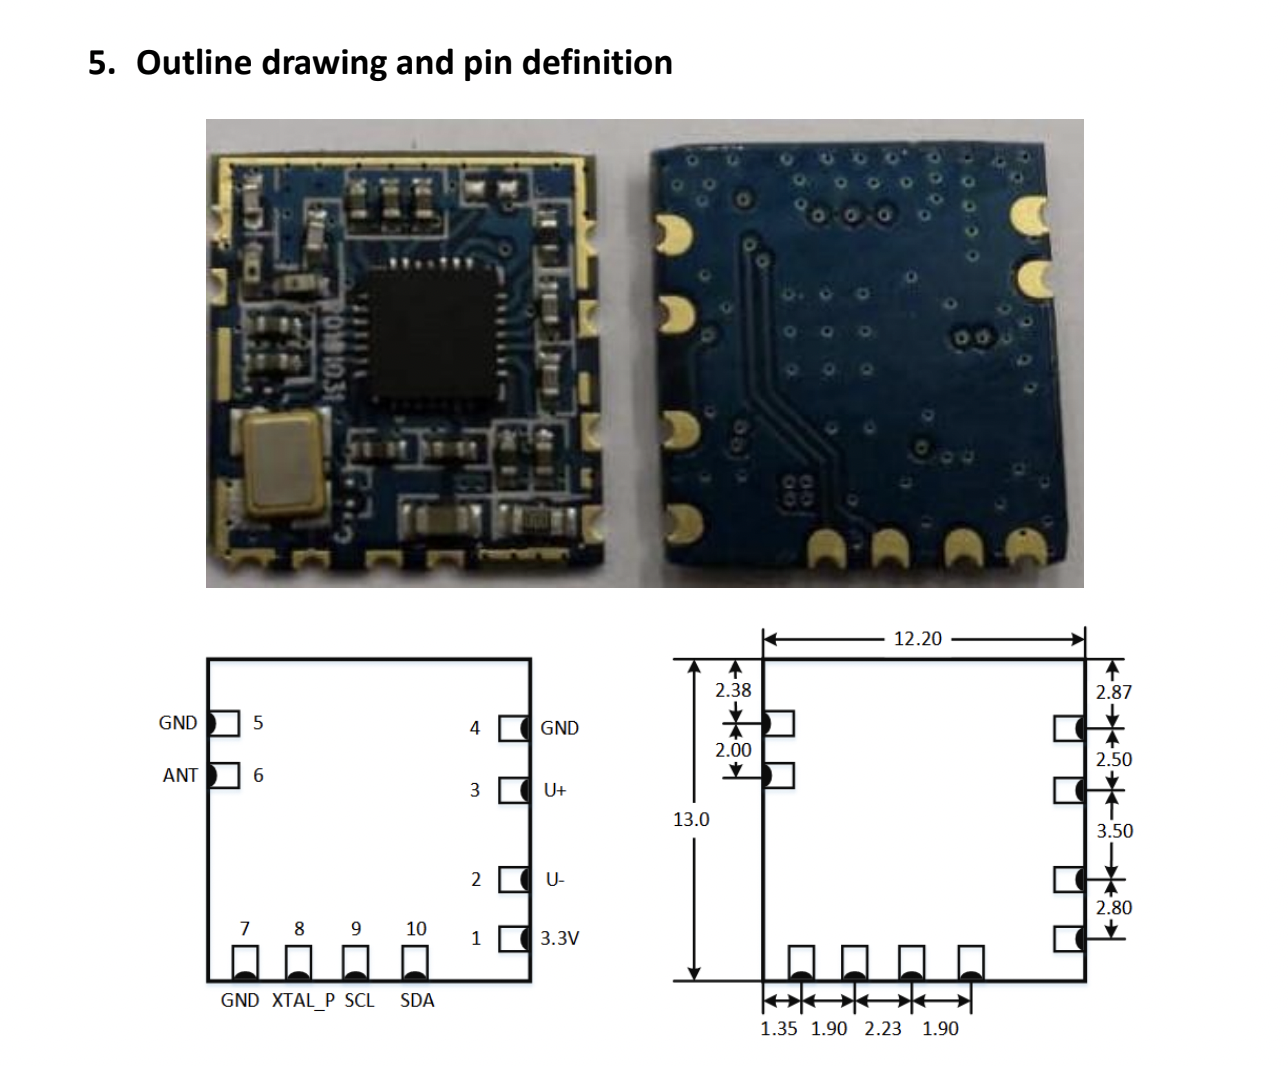 5. Outline drawing and pin definition
GND 5
ANT 6
4 GND
3 U+
2 U-
1 3.3V
7 8 9 10
GND XTAL_P SCL SDA
12.20
2.38
2.00
13.0
2.87
2.50
3.50
2.80
1.35 1.90 2.23 1.90